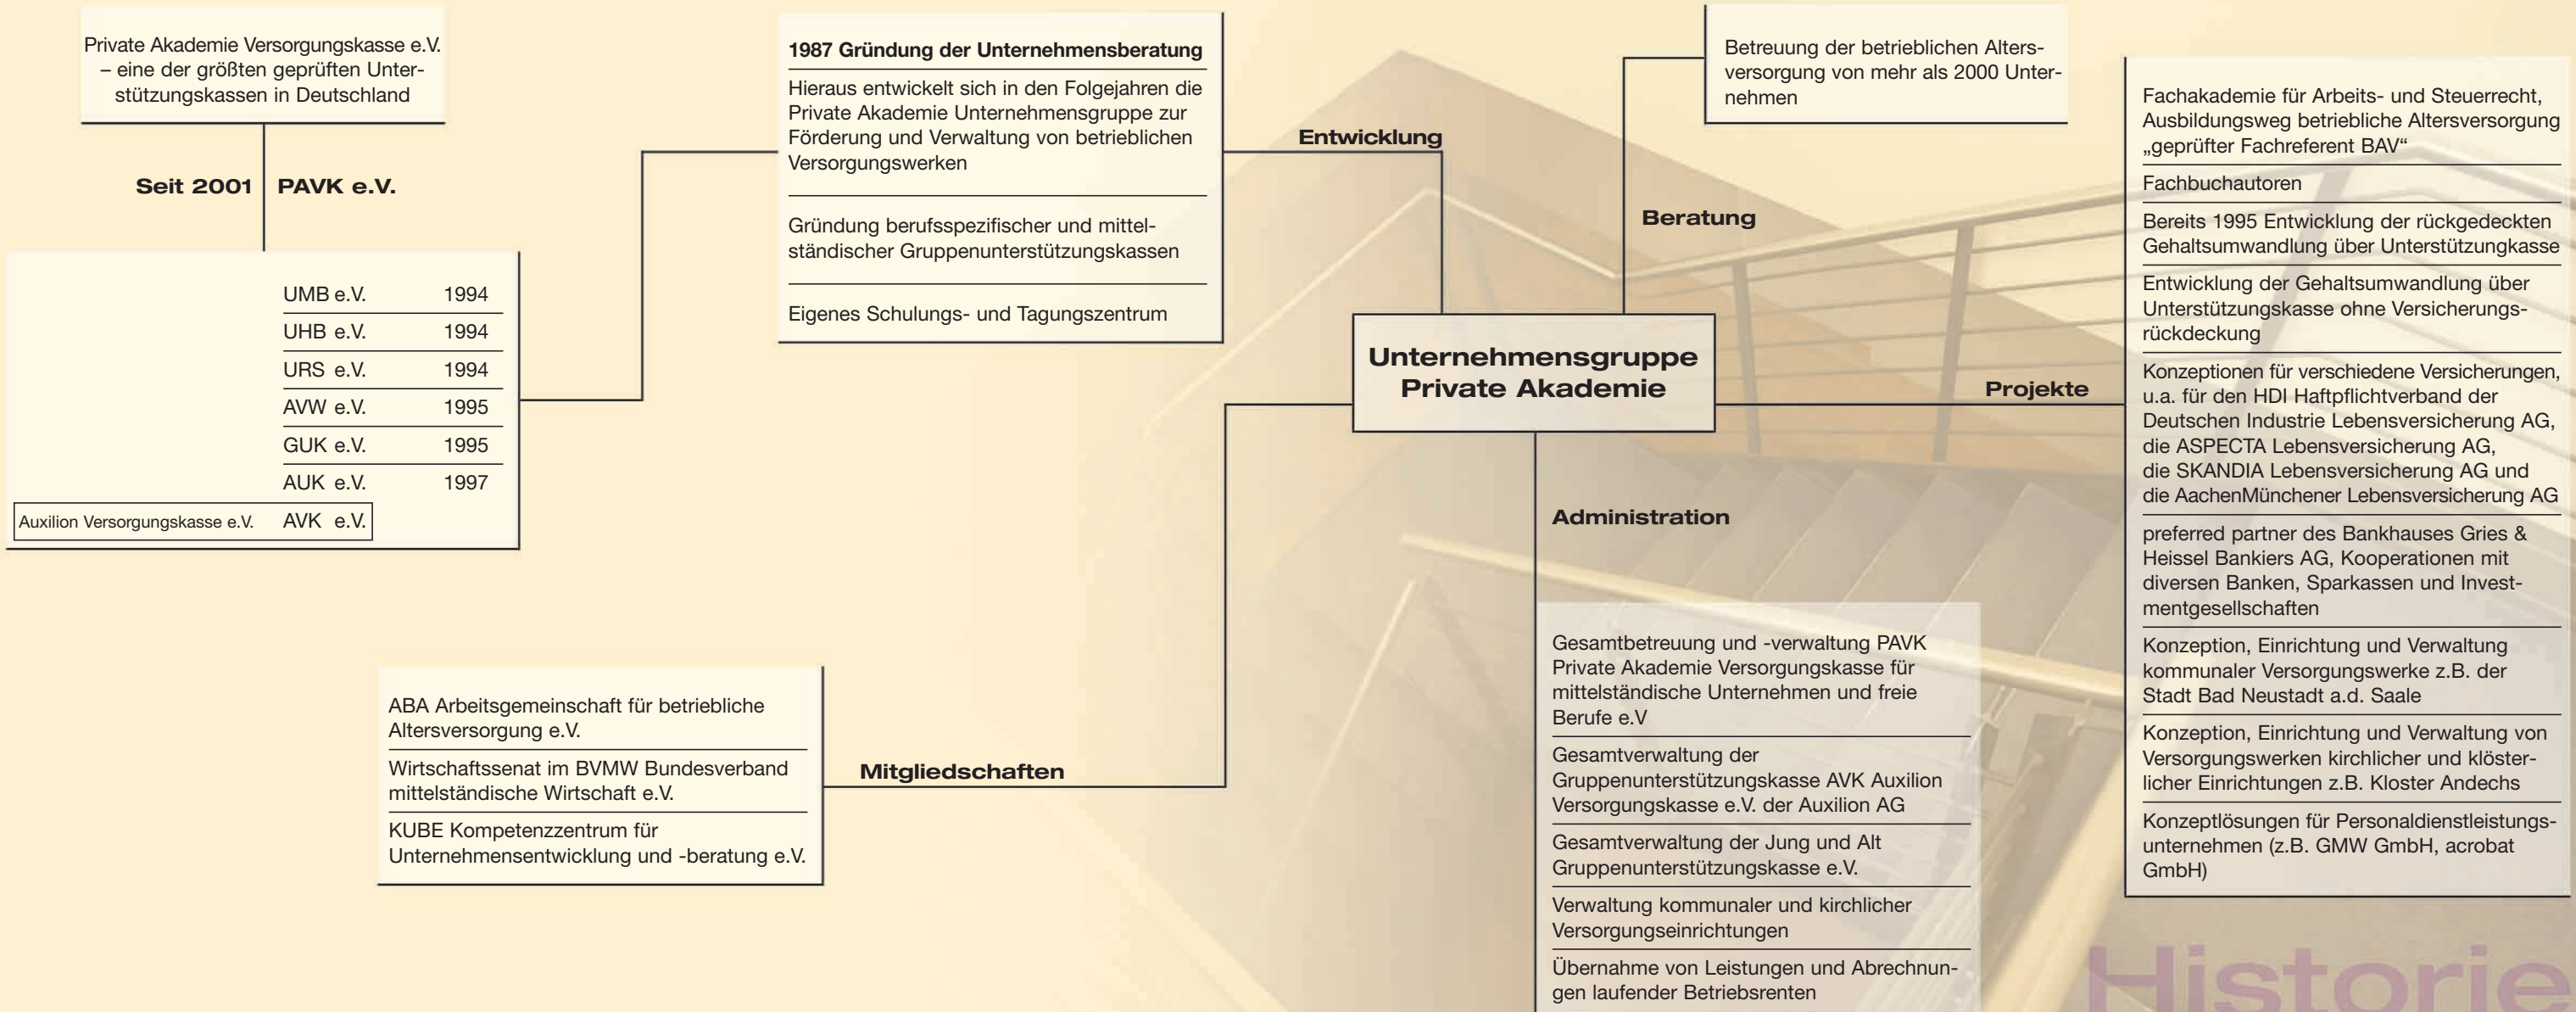 Private Akademie Versorgungskasse e.V.
– eine der größten geprüften Unter-
stützungskassen in Deutschland
Seit 2001 PAVK e.V.
UMB e.V. 1994
UHB e.V. 1994
URS e.V. 1994
AVW e.V. 1995
GUK e.V. 1995
AUK e.V. 1997
Auxilion Versorgungskasse e.V. AVK e.V.
1987 Gründung der Unternehmensberatung
Hieraus entwickelt sich in den Folgejahren die
Private Akademie Unternehmensgruppe zur
Förderung und Verwaltung von betrieblichen
Versorgungswerken
Gründung berufsspezifischer und mittel-
ständischer Gruppenunterstützungskassen
Eigenes Schulungs- und Tagungszentrum
Entwicklung
Betreuung der betrieblichen Alters-
versorgung von mehr als 2000 Unter-
nehmen
Beratung
Unternehmensgruppe
Private Akademie
Projekte
Fachakademie für Arbeits- und Steuerrecht,
Ausbildungsweg betriebliche Altersversorgung
„geprüfter Fachreferent BAV“
Fachbuchautoren
Bereits 1995 Entwicklung der rückgedeckten
Gehaltsumwandlung über Unterstützungkasse
Entwicklung der Gehaltsumwandlung über
Unterstützungskasse ohne Versicherungs-
rückdeckung
Konzeptionen für verschiedene Versicherungen,
u.a. für den HDI Haftpflichtverband der
Deutschen Industrie Lebensversicherung AG,
die ASPECTA Lebensversicherung AG,
die SKANDIA Lebensversicherung AG und
die AachenMünchener Lebensversicherung AG
preferred partner des Bankhauses Gries &
Heissel Bankiers AG, Kooperationen mit
diversen Banken, Sparkassen und Invest-
mentgesellschaften
Konzeption, Einrichtung und Verwaltung
kommunaler Versorgungswerke z.B. der
Stadt Bad Neustadt a.d. Saale
Konzeption, Einrichtung und Verwaltung von
Versorgungswerken kirchlicher und klöster-
licher Einrichtungen z.B. Kloster Andechs
Konzeptlösungen für Personaldienstleistungs-
unternehmen (z.B. GMW GmbH, acrobat
GmbH)
Mitgliedschaften
ABA Arbeitsgemeinschaft für betriebliche
Altersversorgung e.V.
Wirtschaftssenat im BVMW Bundesverband
mittelständische Wirtschaft e.V.
KUBE Kompetenzzentrum für
Unternehmensentwicklung und -beratung e.V.
Administration
Gesamtbetreuung und -verwaltung PAVK
Private Akademie Versorgungskasse für
mittelständische Unternehmen und freie
Berufe e.V
Gesamtverwaltung der
Gruppenunterstützungskasse AVK Auxilion
Versorgungskasse e.V. der Auxilion AG
Gesamtverwaltung der Jung und Alt
Gruppenunterstützungskasse e.V.
Verwaltung kommunaler und kirchlicher
Versorgungseinrichtungen
Übernahme von Leistungen und Abrechnun-
gen laufender Betriebsrenten
Historie